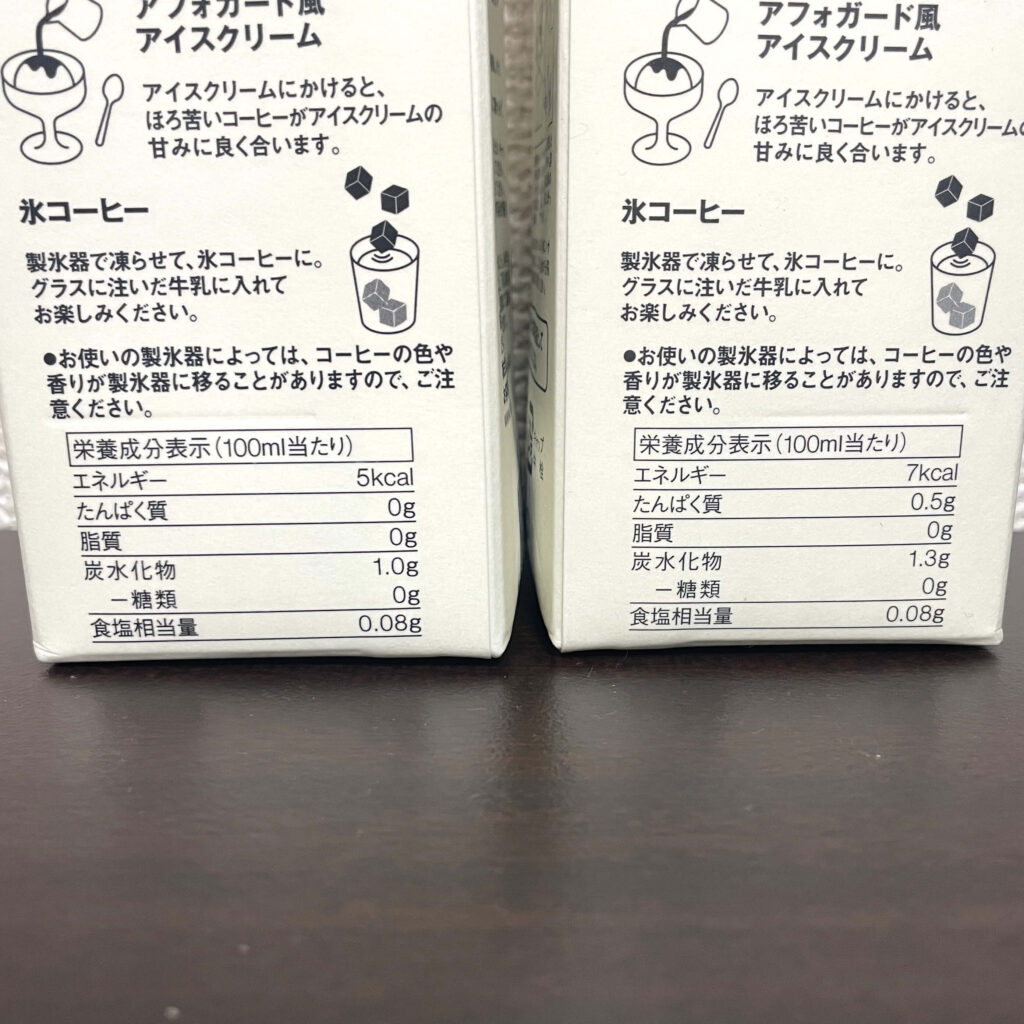 アフォガード風
アイスクリーム
アイスクリームにかけると、
ほろ苦いコーヒーがアイスクリームの
甘みに良く合います。
氷コーヒー
製氷器で凍らせて、氷コーヒーに。
グラスに注いだ牛乳に入れて
お楽しみください。
●お使いの製氷器によっては、コーヒーの色や
香りが製氷器に移ることがありますので、ご注
意ください。
栄養成分表示(100ml当たり)
エネルギー 5kcal
たんぱく質 0g
脂質 0g
炭水化物 1.0g
－糖類 0g
食塩相当量 0.08g
アフォガード風
アイスクリーム
アイスクリームにかけると、
ほろ苦いコーヒーがアイスクリームの
甘みに良く合います。
氷コーヒー
製氷器で凍らせて、氷コーヒーに。
グラスに注いだ牛乳に入れて
お楽しみください。
●お使いの製氷器によっては、コーヒーの色や
香りが製氷器に移ることがありますので、ご注
意ください。
栄養成分表示(100ml当たり)
エネルギー 7kcal
たんぱく質 0.5g
脂質 0g
炭水化物 1.3g
－糖類 0g
食塩相当量 0.08g